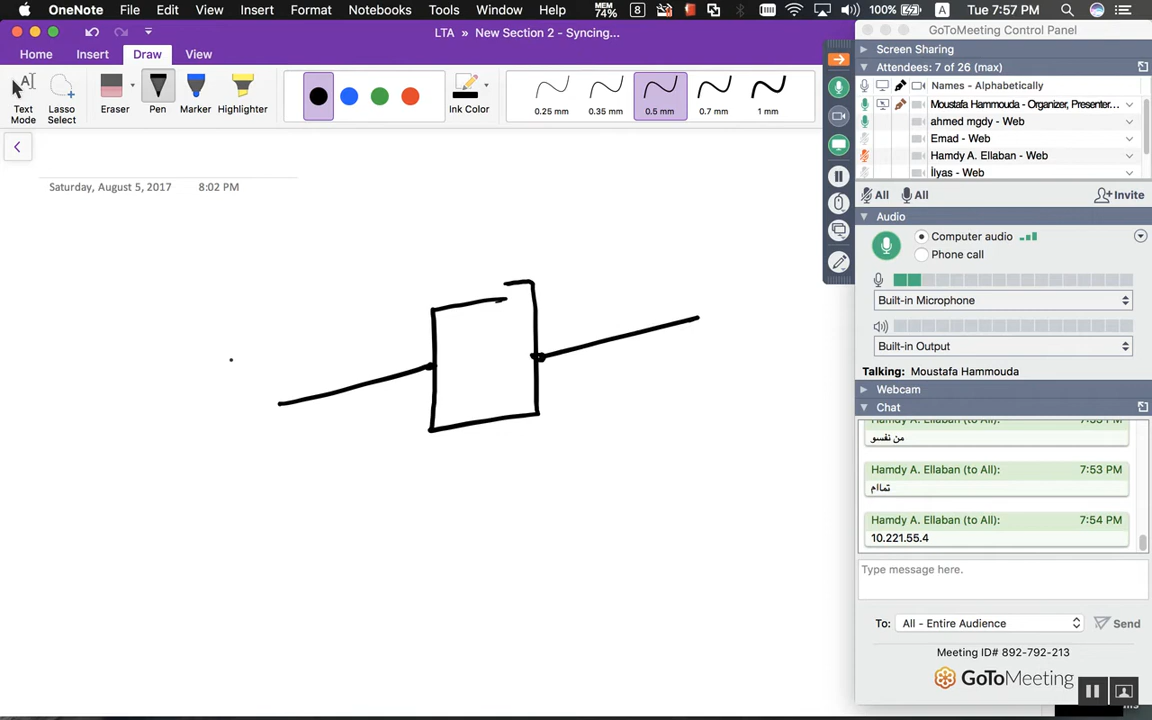 OneNote File Edit View Insert Format Notebooks Tools Window Help MEM 74% 8 100% A Tue 7:57 PM
LTA » New Section 2 - Syncing...
GoToMeeting Control Panel
Home Insert Draw View
Screen Sharing
Attendees: 7 of 26 (max)
Names - Alphabetically
Moustafa Hammouda - Organizer, Presenter...
ahmed mgdy - Web
Emad - Web
Hamdy A. Ellaban - Web
İlyas - Web
Text Mode
Lasso Select
Eraser
Pen
Marker
Highlighter
Ink Color
0.25 mm
0.35 mm
0.5 mm
0.7 mm
1 mm
Saturday, August 5, 2017 8:02 PM
All All Invite
Audio
Computer audio
Phone call
Built-in Microphone
Built-in Output
Talking: Moustafa Hammouda
Webcam
Chat
من نفسو
Hamdy A. Ellaban (to All): 7:53 PM
تماام
Hamdy A. Ellaban (to All): 7:54 PM
10.221.55.4
Type message here.
To: All - Entire Audience Send
Meeting ID# 892-792-213
GoToMeeting